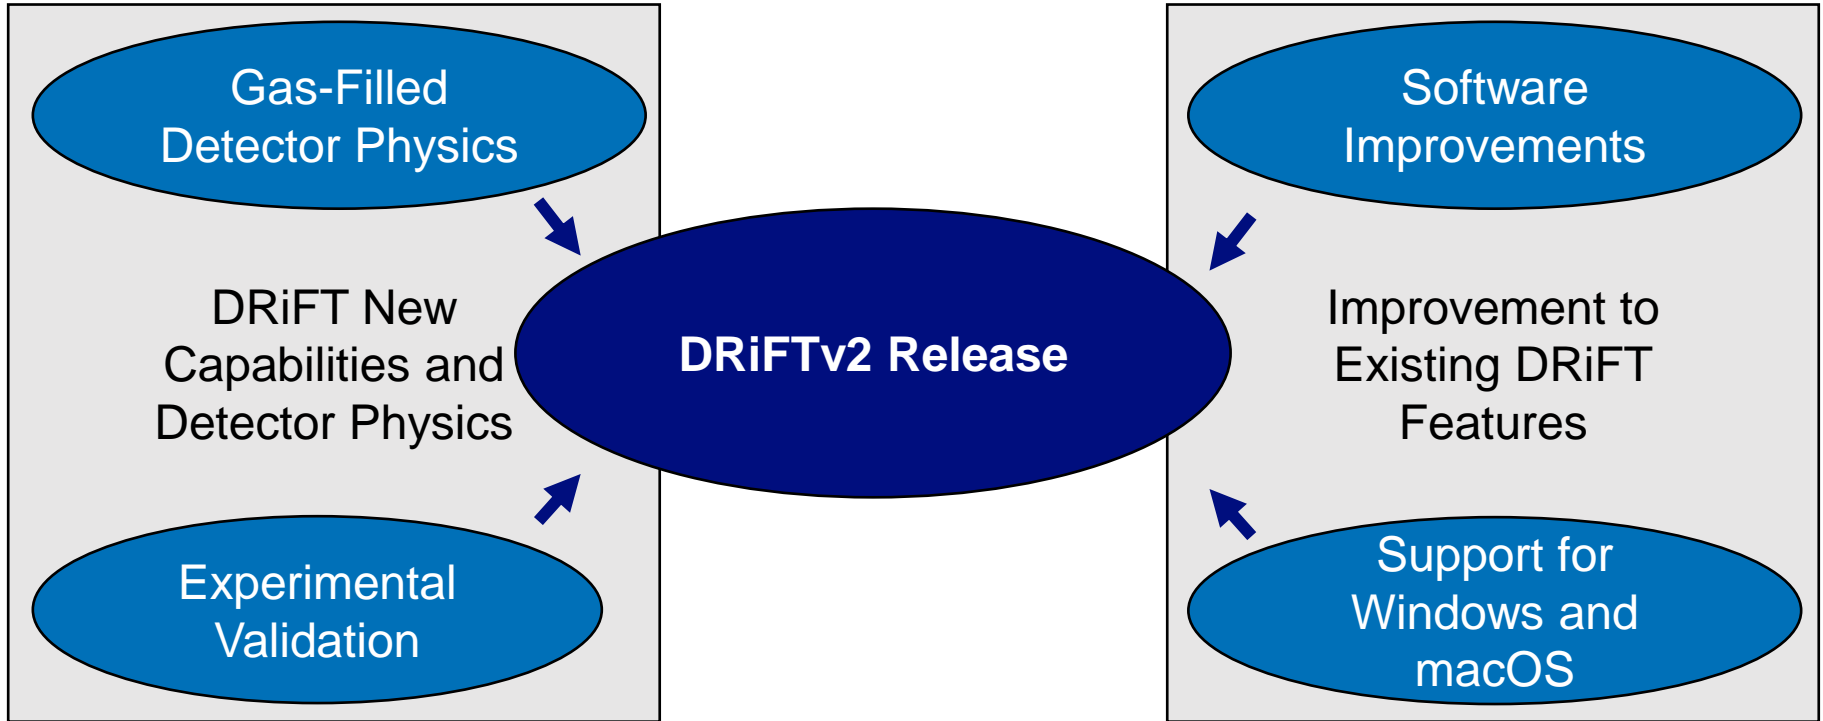 Gas-Filled
Detector Physics
DRiFT New
Capabilities and
Detector Physics
Experimental
Validation
DRiFTv2 Release
Software
Improvements
Improvement to
Existing DRiFT
Features
Support for
Windows and
macOS